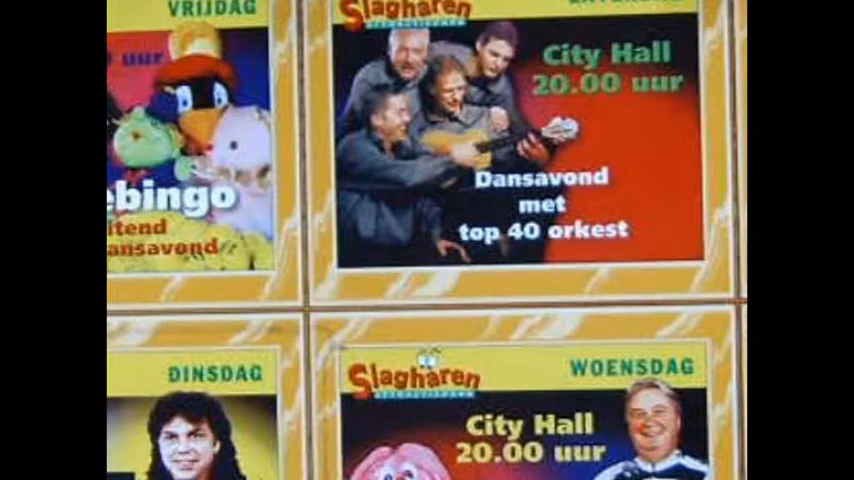 VRIJDAG
uur
ebingo
itend
ansavond
Slagharen
ZATERDAG
City Hall
20.00 uur
Dansavond
met
top 40 orkest
DINSDAG
Slagharen
WOENSDAG
City Hall
20.00 uur